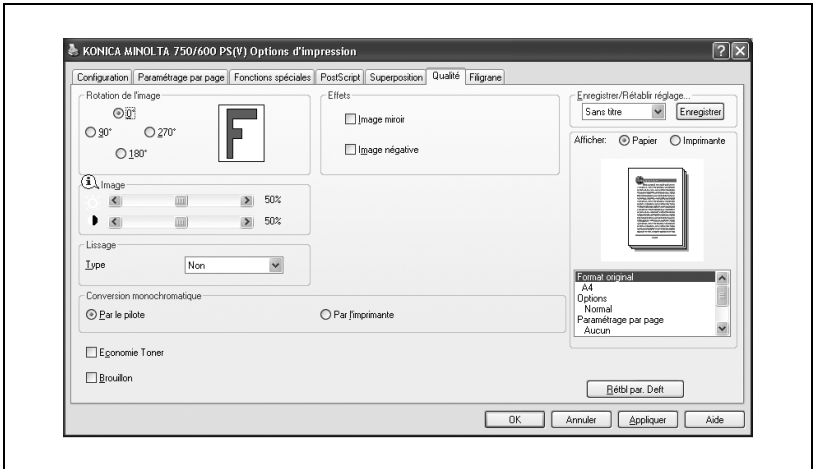 KONICA MINOLTA 750/600 PS(V) Options d'impression
Configuration Paramétrage par page Fonctions spéciales PostScript Superposition Qualité Filigrane
Rotation de l'image
0°
90° 270°
180°
F
Effets
Image miroir
Image négative
Enregistrer/Rétablir réglage...
Sans titre Enregistrer
Afficher: Papier Imprimante
Image
50%
50%
Lissage
Type Non
Conversion monochromatique
Par le pilote Par l'imprimante
Economie Toner
Brouillon
Format original
A4
Options
Normal
Paramétrage par page
Aucun
Rétbl par. Deft
OK Annuler Appliquer Aide